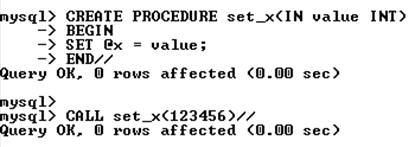 mysql> CREATE PROCEDURE set_x(IN value INT)
    -> BEGIN
    -> SET @x = value;
    -> END//
Query OK, 0 rows affected (0.00 sec)
mysql>
mysql> CALL set_x(123456)//
Query OK, 0 rows affected (0.00 sec)